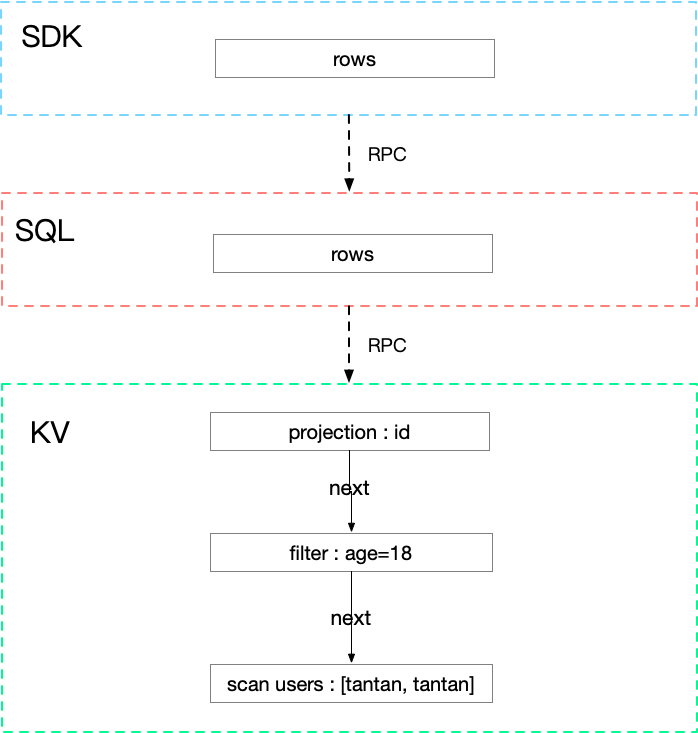 SDK
rows
RPC
SQL
rows
RPC
KV
projection : id
next
filter : age=18
next
scan users : [tantan, tantan]